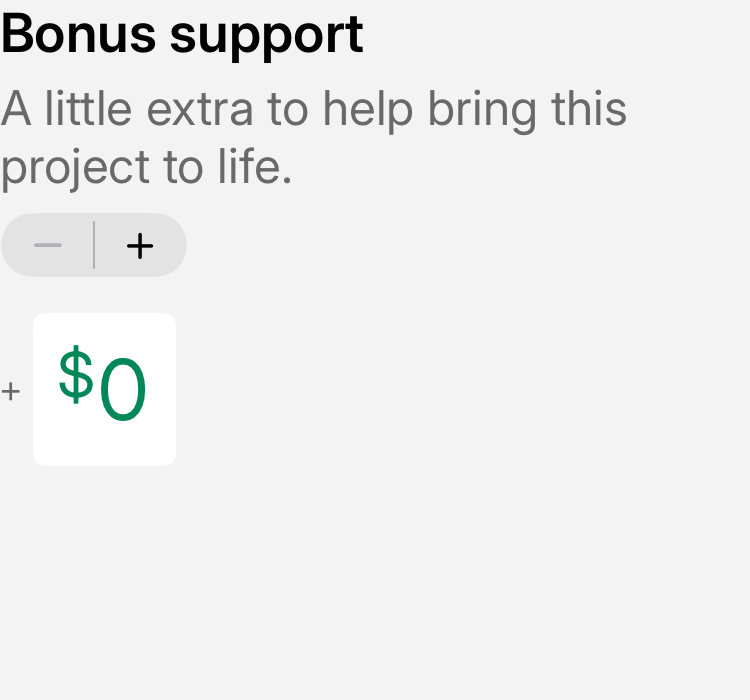 Bonus support
A little extra to help bring this
project to life.
− +
+ $0